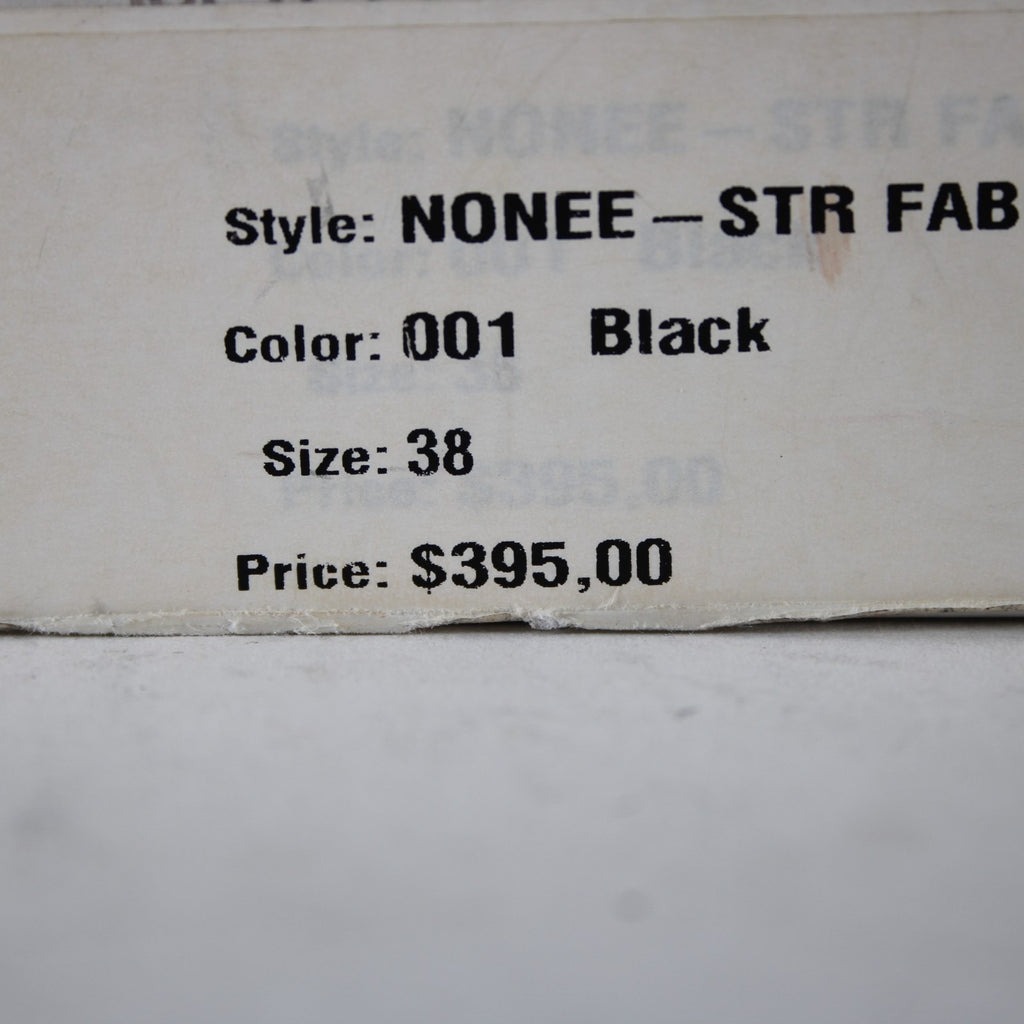 Style: NONEE – STR FAB
Color: 001 Black
Size: 38
Price: $395,00